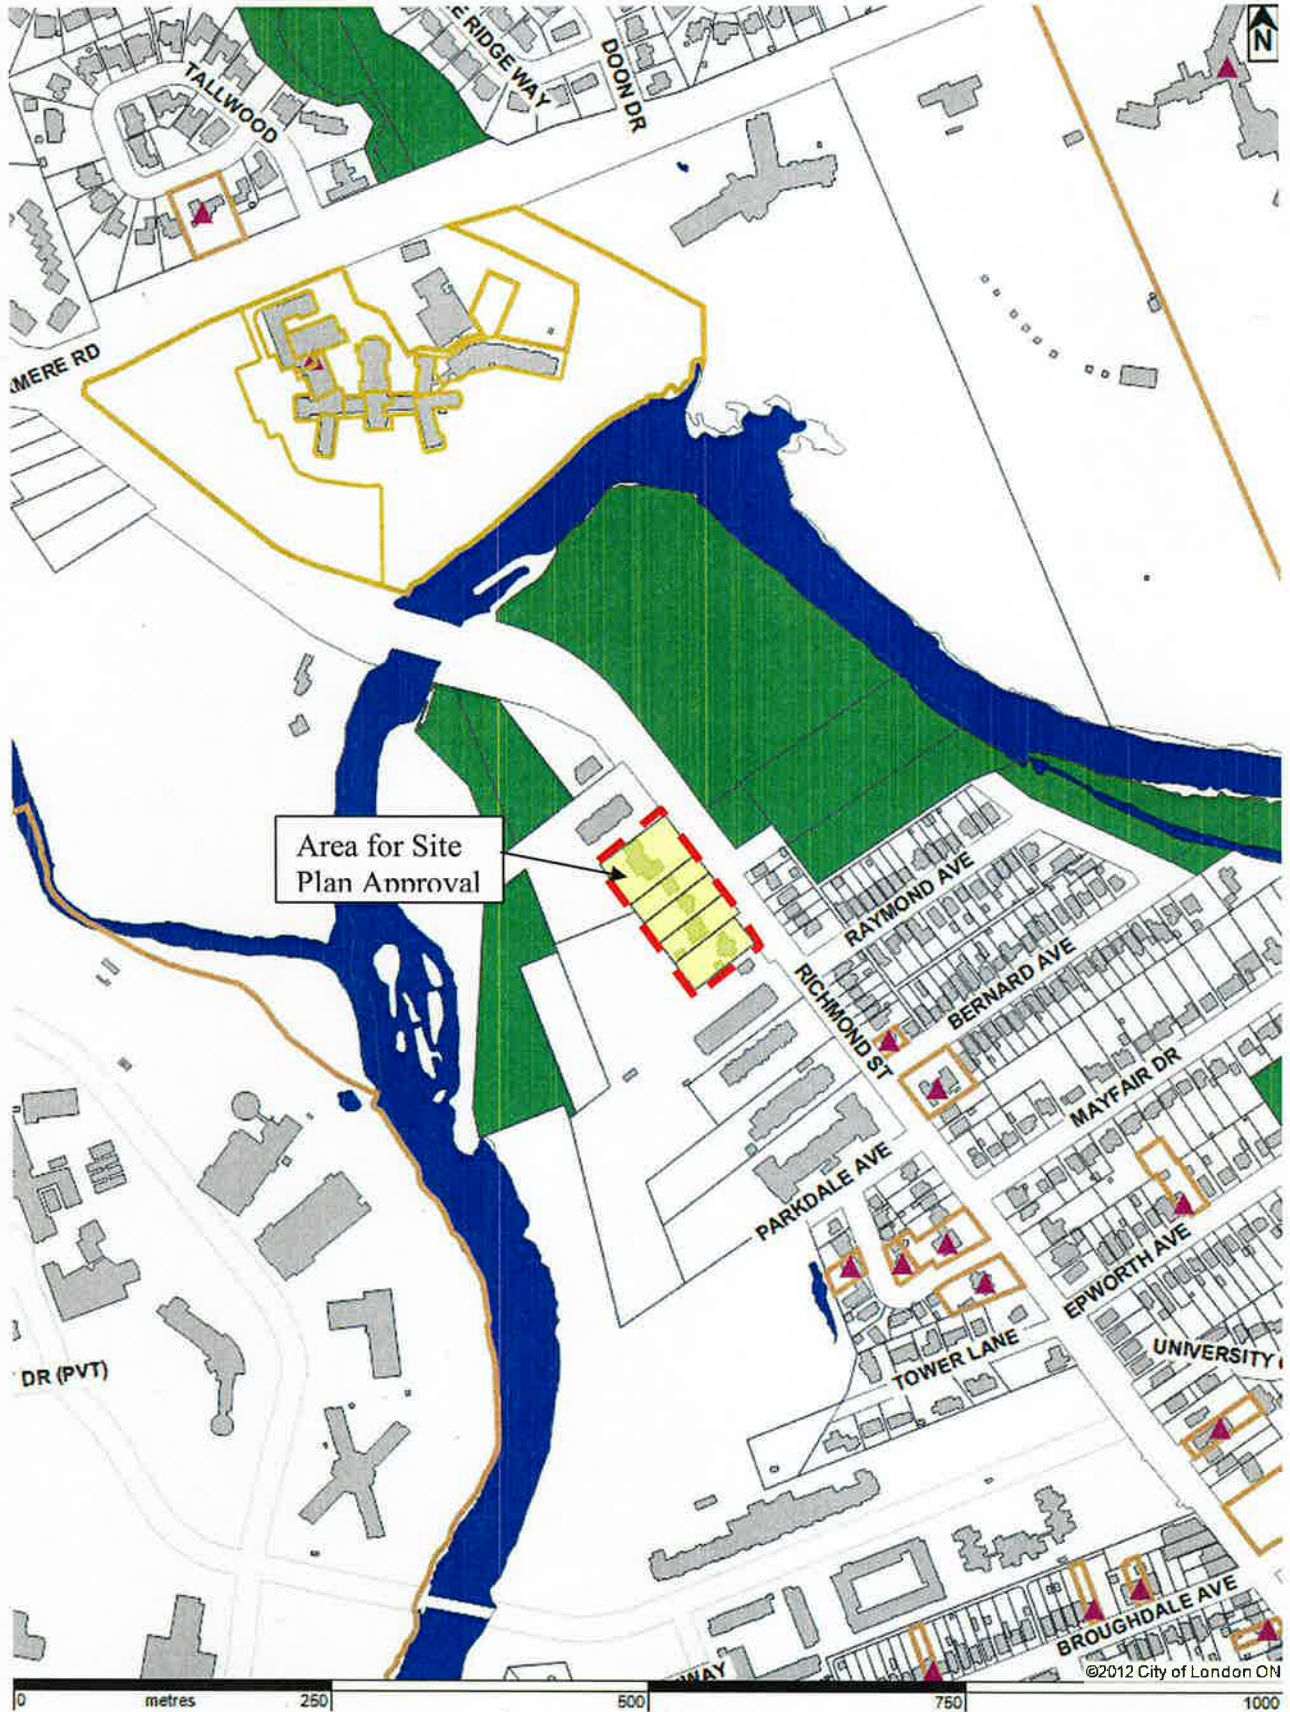 N
E RIDGE WAY
DOON DR
TALLWOOD
MERE RD
Area for Site
Plan Approval
RAYMOND AVE
BERNARD AVE
RICHMOND ST
MAYFAIR DR
PARKDALE AVE
EPWORTH AVE
UNIVERSITY
TOWER LANE
DR (PVT)
BROUGHDALE AVE
WAY
©2012 City of London ON
0 metres 250 500 750 1000